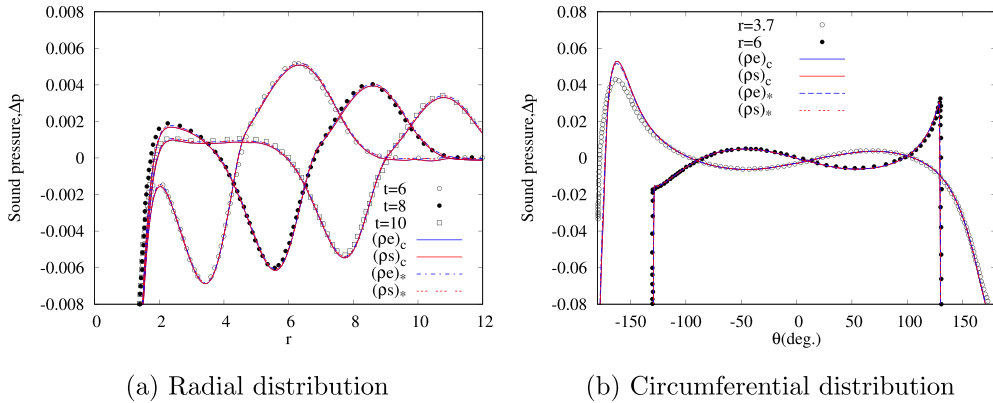 0.008
0.006
0.004
0.002
0
-0.002
-0.004
-0.006
-0.008
Sound pressure,Δp
0 2 4 6 8 10 12
r
t=6
t=8
t=10
(ρe)c
(ρs)c
(ρe)*
(ρs)*
(a) Radial distribution
0.08
0.06
0.04
0.02
0
-0.02
-0.04
-0.06
-0.08
Sound pressure,Δp
-150 -100 -50 0 50 100 150
θ(deg.)
r=3.7
r=6
(ρe)c
(ρs)c
(ρe)*
(ρs)*
(b) Circumferential distribution